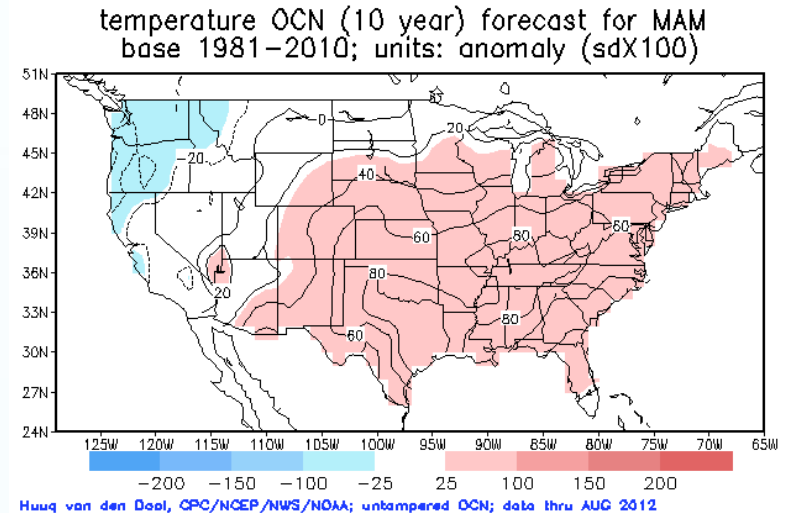 temperature OCN (10 year) forecast for MAM
base 1981-2010; units: anomaly (sdX100)
51N
48N
45N
42N
39N
36N
33N
30N
27N
24N
0
20
-20
40
60
80
60
80
20
80
60
125W 120W 115W 110W 105W 100W 95W 90W 85W 80W 75W 70W 65W
-200 -150 -100 -25 25 100 150 200
Huug van den Dool, CPC/NCEP/NWS/NOAA; untampered OCN; data thru AUG 2012